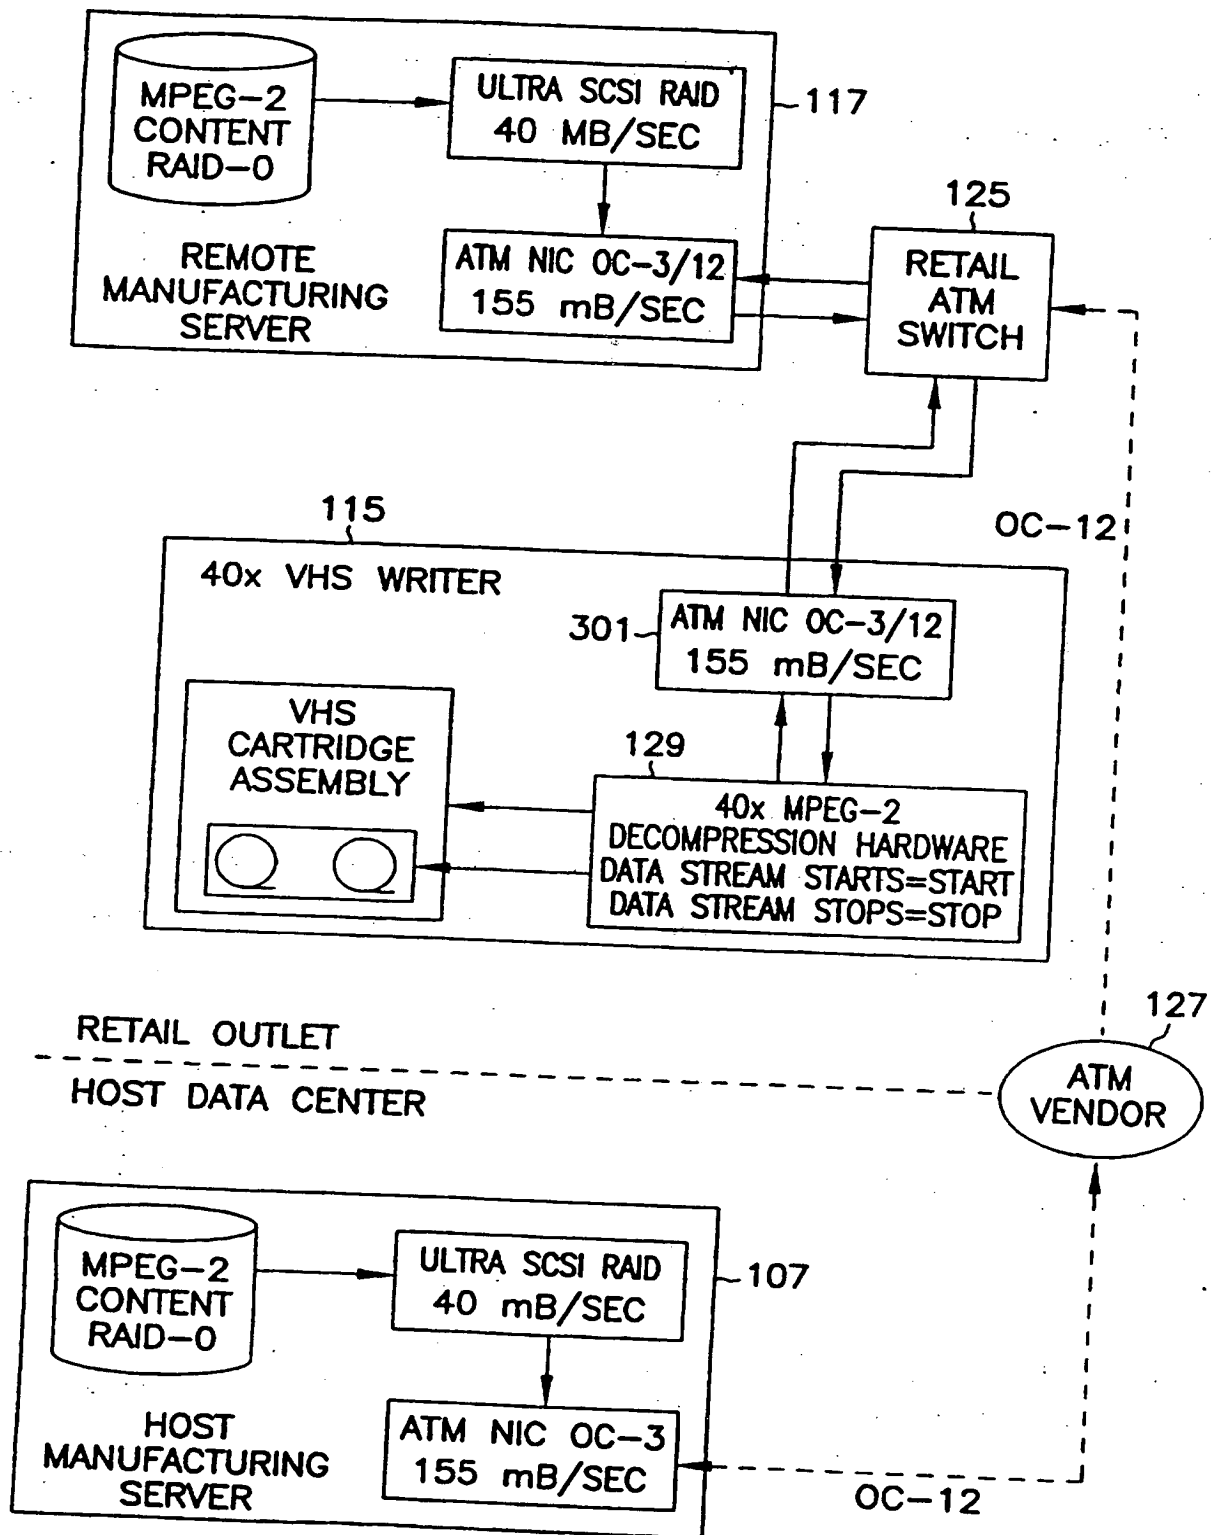 MPEG-2
CONTENT
RAID-0
ULTRA SCSI RAID
40 MB/SEC
117
REMOTE
MANUFACTURING
SERVER
ATM NIC OC-3/12
155 mB/SEC
125
RETAIL
ATM
SWITCH
OC-12
115
40x VHS WRITER
301
ATM NIC OC-3/12
155 mB/SEC
VHS
CARTRIDGE
ASSEMBLY
129
40x MPEG-2
DECOMPRESSION HARDWARE
DATA STREAM STARTS=START
DATA STREAM STOPS=STOP
RETAIL OUTLET
HOST DATA CENTER
127
ATM
VENDOR
MPEG-2
CONTENT
RAID-0
ULTRA SCSI RAID
40 mB/SEC
107
HOST
MANUFACTURING
SERVER
ATM NIC OC-3
155 mB/SEC
OC-12